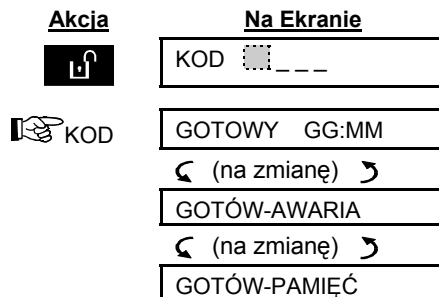 Akcja Na Ekranie
KOD _ _ _
KOD GOTOWY GG:MM
(na zmianę)
GOTÓW-AWARIA
(na zmianę)
GOTÓW-PAMIĘĆ